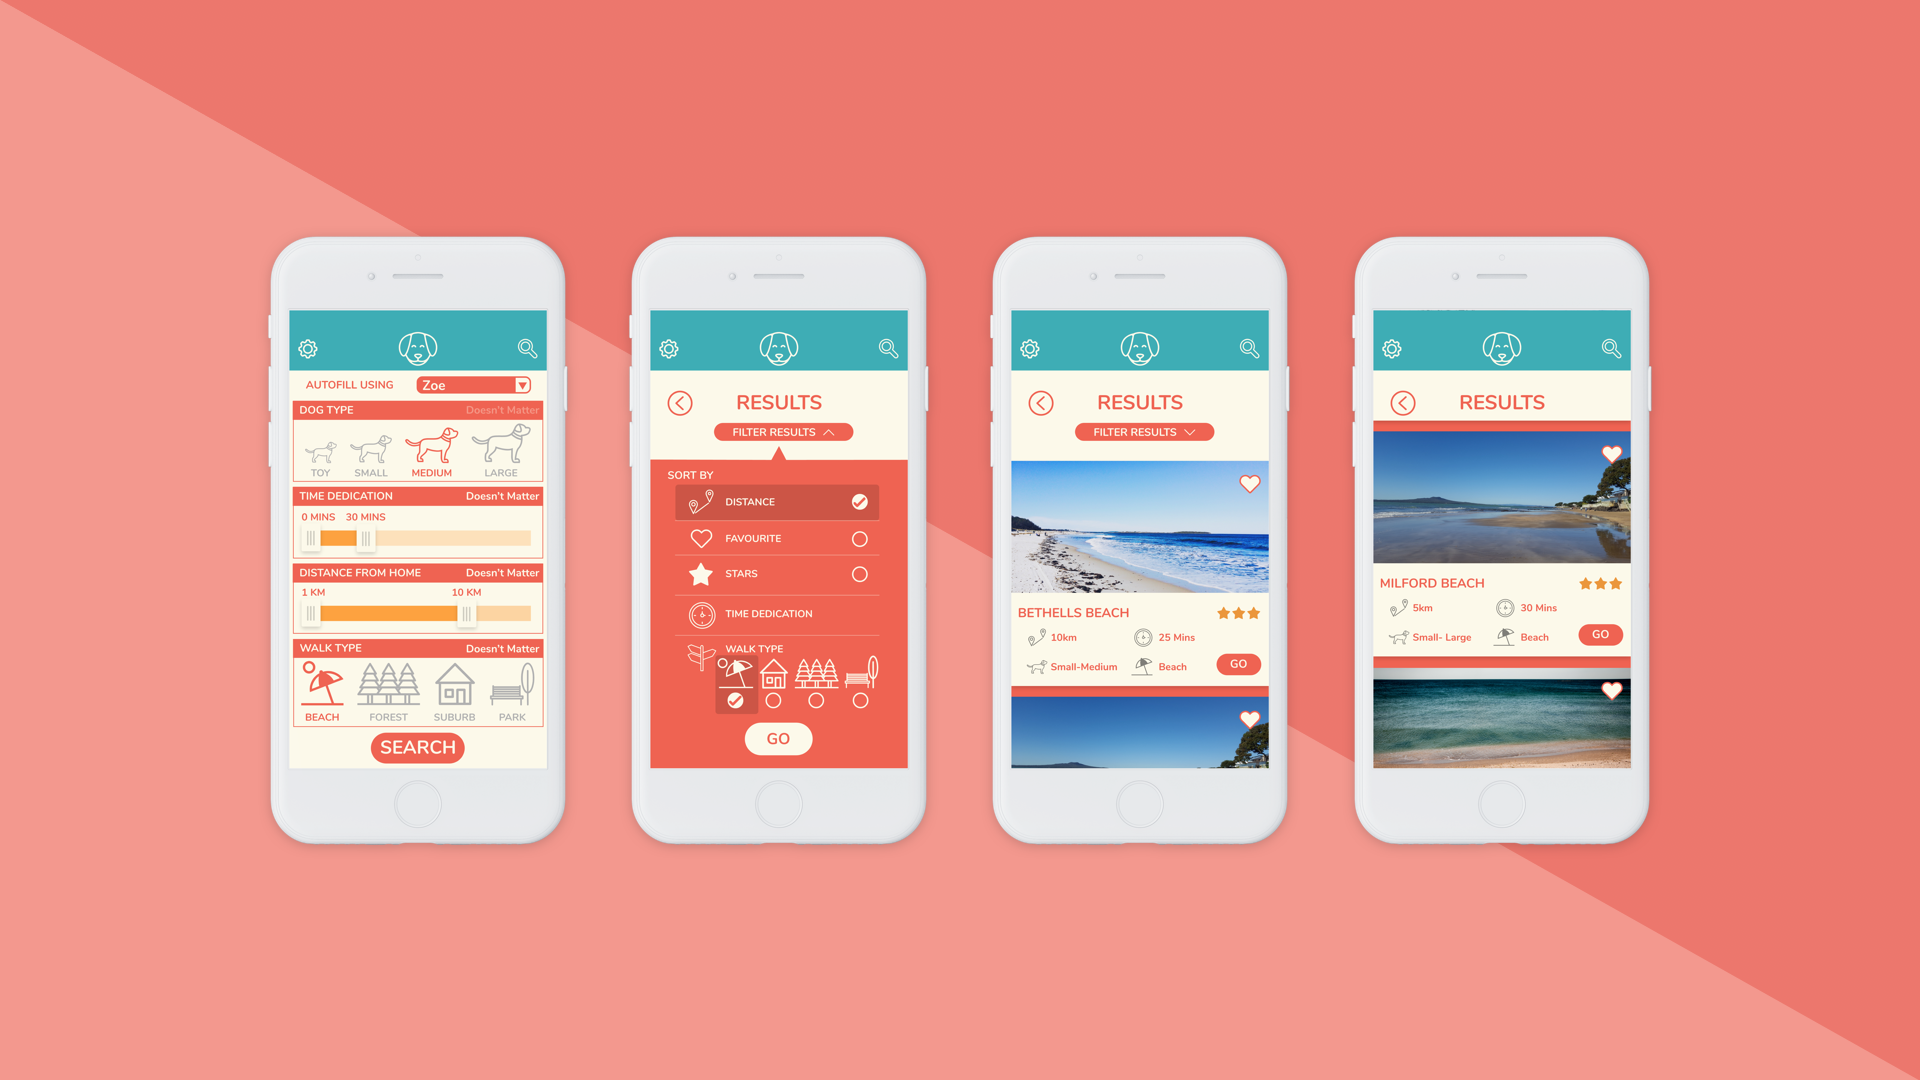 AUTOFILL USING Zoe
DOG TYPE Doesn't Matter
TOY SMALL MEDIUM LARGE
TIME DEDICATION Doesn't Matter
0 MINS 30 MINS
DISTANCE FROM HOME Doesn't Matter
1 KM 10 KM
WALK TYPE Doesn't Matter
BEACH FOREST SUBURB PARK
SEARCH
RESULTS
FILTER RESULTS
SORT BY
DISTANCE
FAVOURITE
STARS
TIME DEDICATION
WALK TYPE
GO
RESULTS
FILTER RESULTS
BETHELLS BEACH
10km 25 Mins
Small-Medium Beach GO
RESULTS
MILFORD BEACH
5km 30 Mins
Small- Large Beach GO